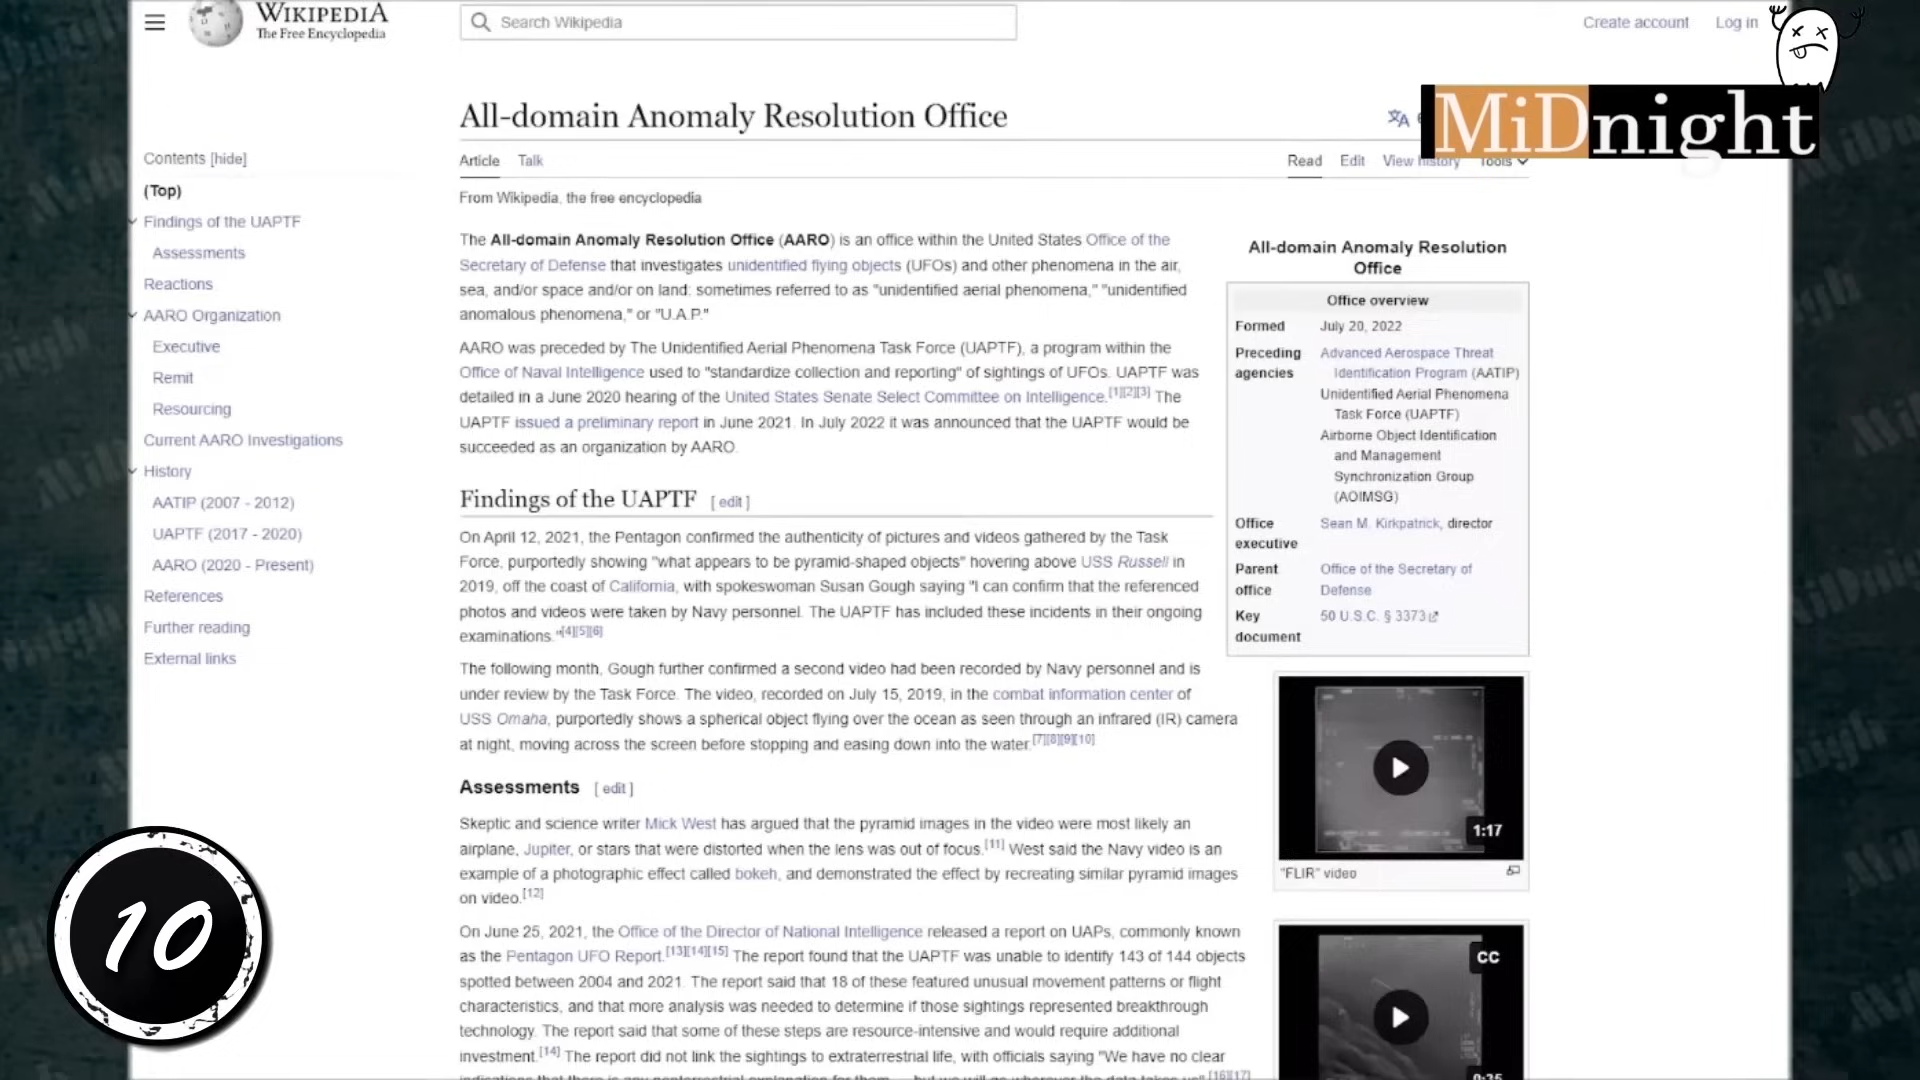 WIKIPEDIA
The Free Encyclopedia
Search Wikipedia
Create account
Log in
MiDnight
All-domain Anomaly Resolution Office
Article Talk
Read Edit View history Tools
From Wikipedia, the free encyclopedia
Contents [hide]
(Top)
Findings of the UAPTF
Assessments
Reactions
AARO Organization
Executive
Remit
Resourcing
Current AARO Investigations
History
AATIP (2007 - 2012)
UAPTF (2017 - 2020)
AARO (2020 - Present)
References
Further reading
External links
The All-domain Anomaly Resolution Office (AARO) is an office within the United States Office of the
Secretary of Defense that investigates unidentified flying objects (UFOs) and other phenomena in the air,
sea, and/or space and/or on land: sometimes referred to as "unidentified aerial phenomena," "unidentified
anomalous phenomena," or "U.A.P."
AARO was preceded by The Unidentified Aerial Phenomena Task Force (UAPTF), a program within the
Office of Naval Intelligence used to "standardize collection and reporting" of sightings of UFOs. UAPTF was
detailed in a June 2020 hearing of the United States Senate Select Committee on Intelligence.[1][2][3] The
UAPTF issued a preliminary report in June 2021. In July 2022 it was announced that the UAPTF would be
succeeded as an organization by AARO.
Findings of the UAPTF [ edit ]
On April 12, 2021, the Pentagon confirmed the authenticity of pictures and videos gathered by the Task
Force, purportedly showing "what appears to be pyramid-shaped objects" hovering above USS Russell in
2019, off the coast of California, with spokeswoman Susan Gough saying "I can confirm that the referenced
photos and videos were taken by Navy personnel. The UAPTF has included these incidents in their ongoing
examinations."[4][5][6]
The following month, Gough further confirmed a second video had been recorded by Navy personnel and is
under review by the Task Force. The video, recorded on July 15, 2019, in the combat information center of
USS Omaha, purportedly shows a spherical object flying over the ocean as seen through an infrared (IR) camera
at night, moving across the screen before stopping and easing down into the water.[7][8][9][10]
Assessments [ edit ]
Skeptic and science writer Mick West has argued that the pyramid images in the video were most likely an
airplane, Jupiter, or stars that were distorted when the lens was out of focus.[11] West said the Navy video is an
example of a photographic effect called bokeh, and demonstrated the effect by recreating similar pyramid images
on video.[12]
On June 25, 2021, the Office of the Director of National Intelligence released a report on UAPs, commonly known
as the Pentagon UFO Report.[13][14][15] The report found that the UAPTF was unable to identify 143 of 144 objects
spotted between 2004 and 2021. The report said that 18 of these featured unusual movement patterns or flight
characteristics, and that more analysis was needed to determine if those sightings represented breakthrough
technology. The report said that some of these steps are resource-intensive and would require additional
investment.[14] The report did not link the sightings to extraterrestrial life, with officials saying "We have no clear
All-domain Anomaly Resolution
Office
Office overview
Formed July 20, 2022
Preceding agencies Advanced Aerospace Threat
Identification Program (AATIP)
Unidentified Aerial Phenomena
Task Force (UAPTF)
Airborne Object Identification
and Management
Synchronization Group
(AOIMSG)
Office executive Sean M. Kirkpatrick, director
Parent office Office of the Secretary of
Defense
Key document 50 U.S.C. § 3373
1:17
"FLIR" video
CC
0:35
10